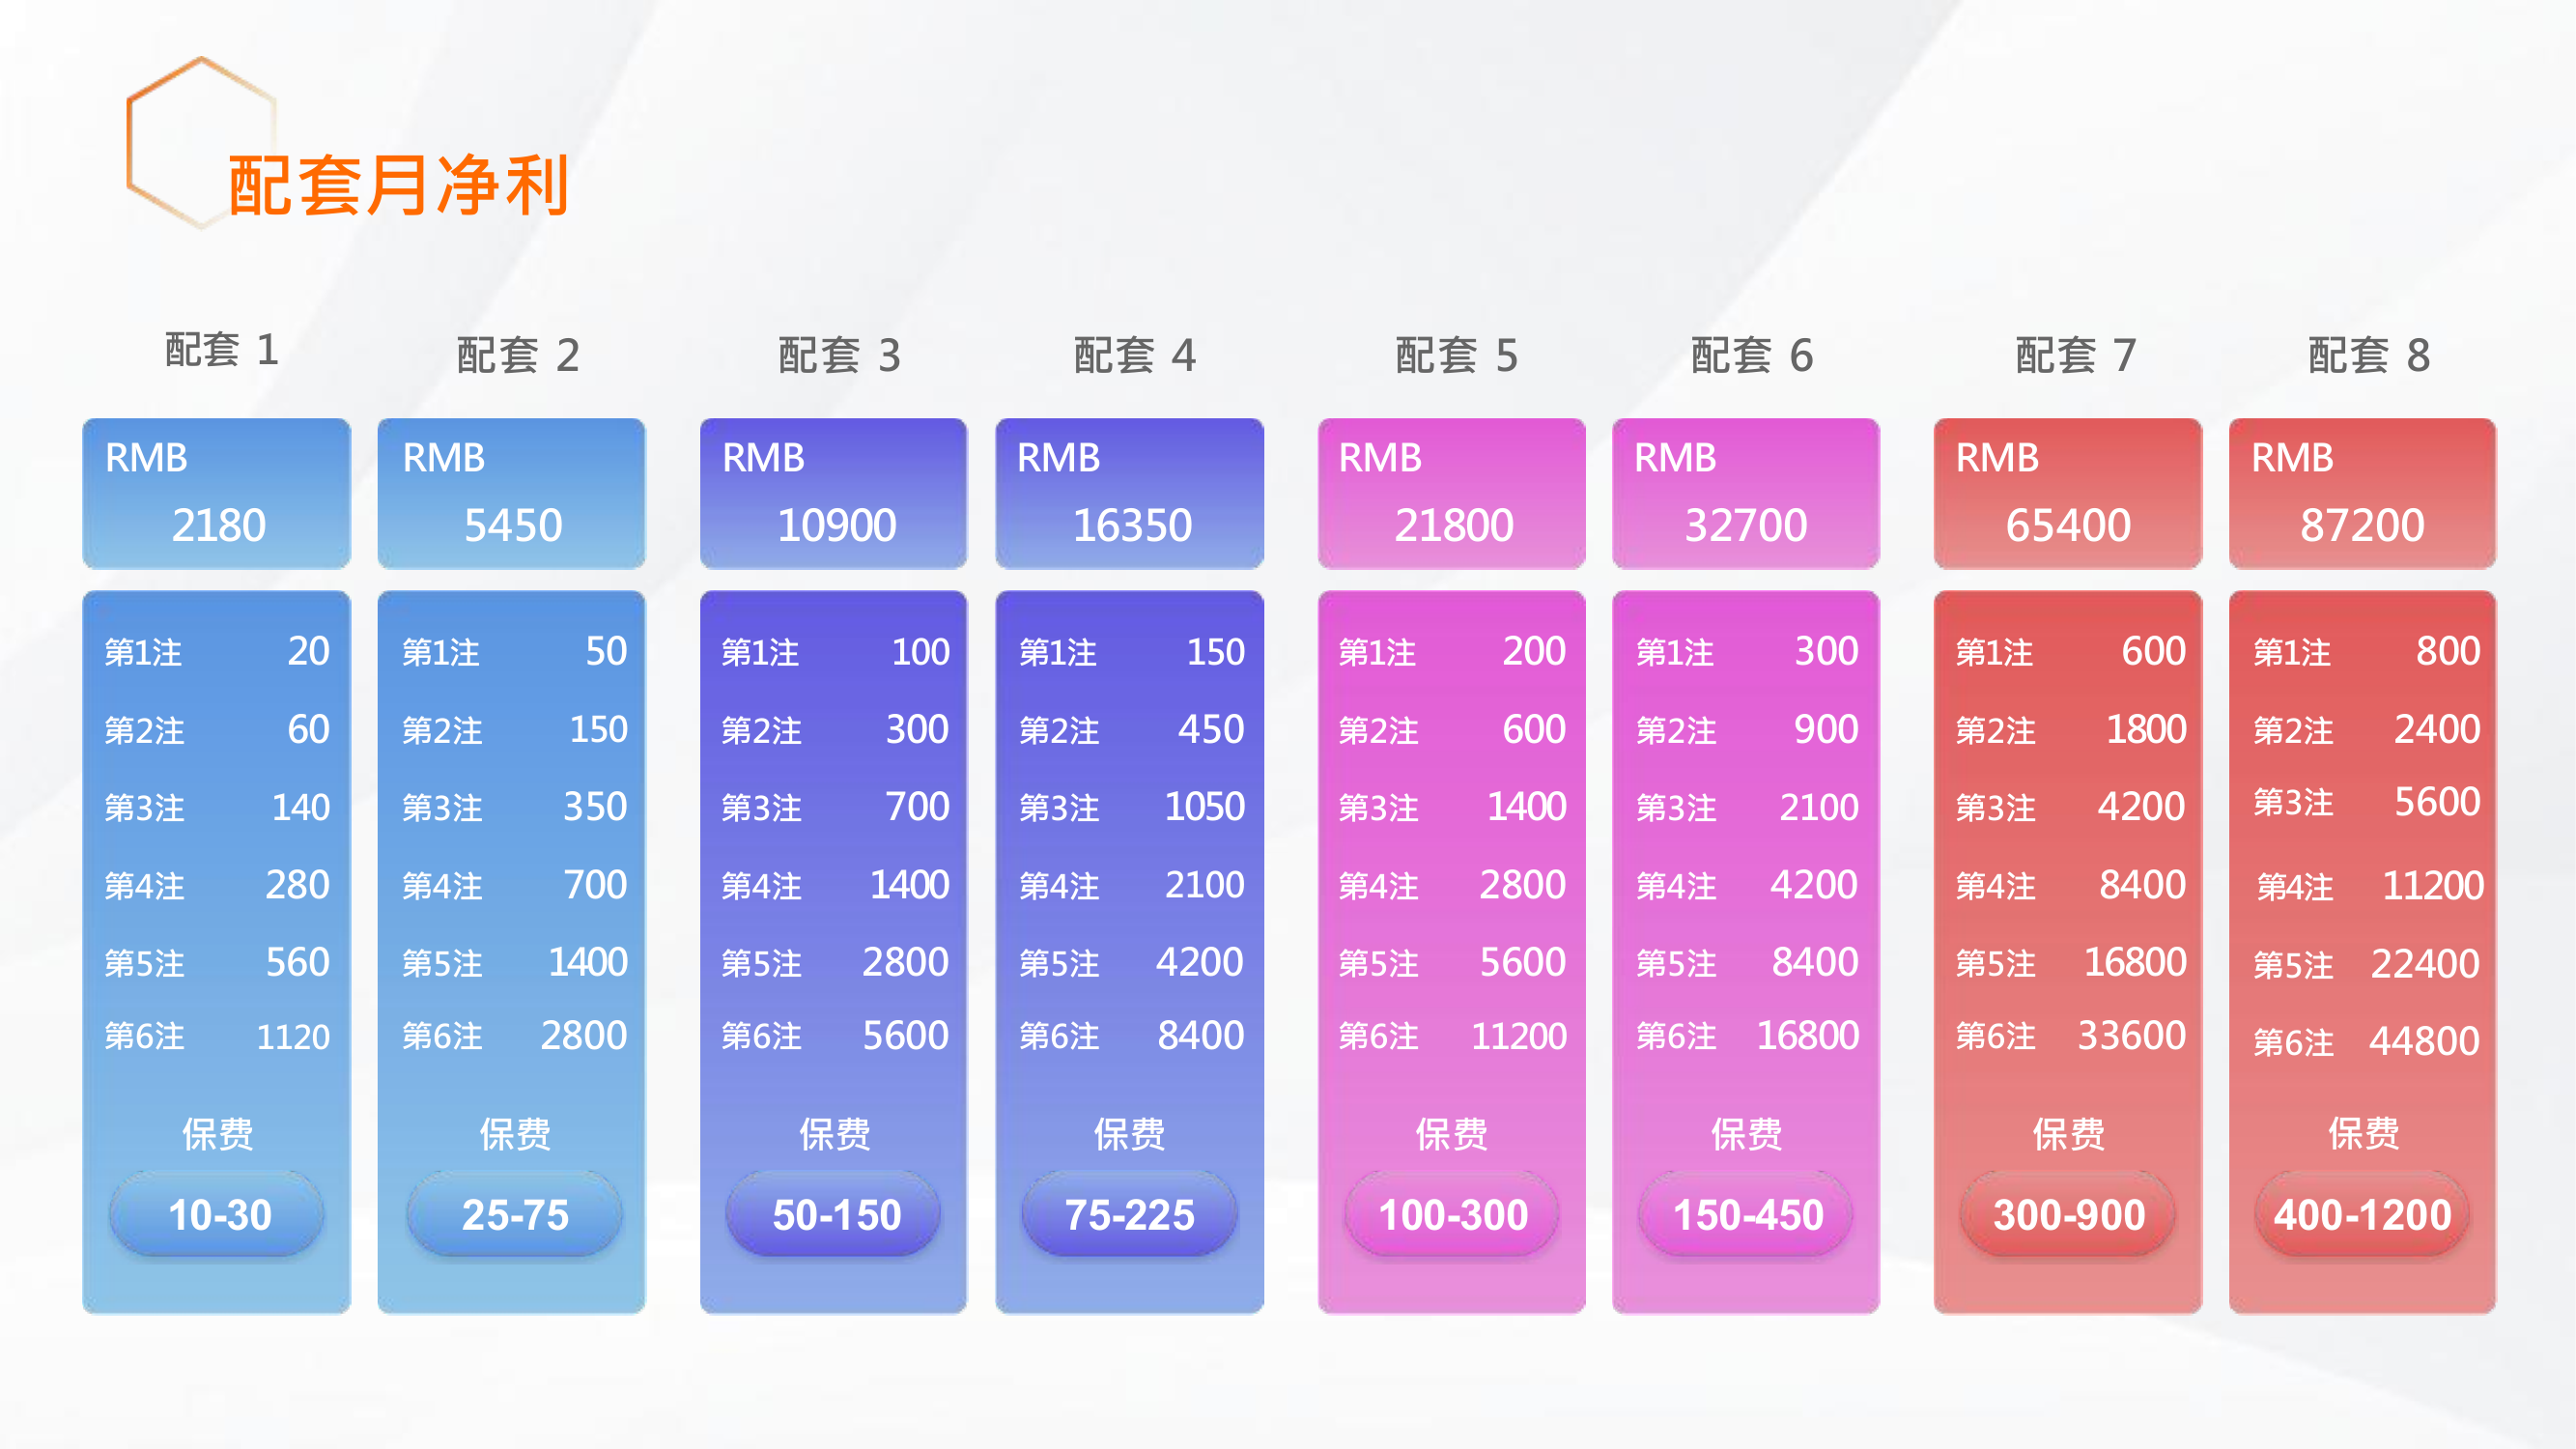 配套月净利
配套 1
RMB
2180
第1注 20
第2注 60
第3注 140
第4注 280
第5注 560
第6注 1120
保费
10-30
配套 2
RMB
5450
第1注 50
第2注 150
第3注 350
第4注 700
第5注 1400
第6注 2800
保费
25-75
配套 3
RMB
10900
第1注 100
第2注 300
第3注 700
第4注 1400
第5注 2800
第6注 5600
保费
50-150
配套 4
RMB
16350
第1注 150
第2注 450
第3注 1050
第4注 2100
第5注 4200
第6注 8400
保费
75-225
配套 5
RMB
21800
第1注 200
第2注 600
第3注 1400
第4注 2800
第5注 5600
第6注 11200
保费
100-300
配套 6
RMB
32700
第1注 300
第2注 900
第3注 2100
第4注 4200
第5注 8400
第6注 16800
保费
150-450
配套 7
RMB
65400
第1注 600
第2注 1800
第3注 4200
第4注 8400
第5注 16800
第6注 33600
保费
300-900
配套 8
RMB
87200
第1注 800
第2注 2400
第3注 5600
第4注 11200
第5注 22400
第6注 44800
保费
400-1200